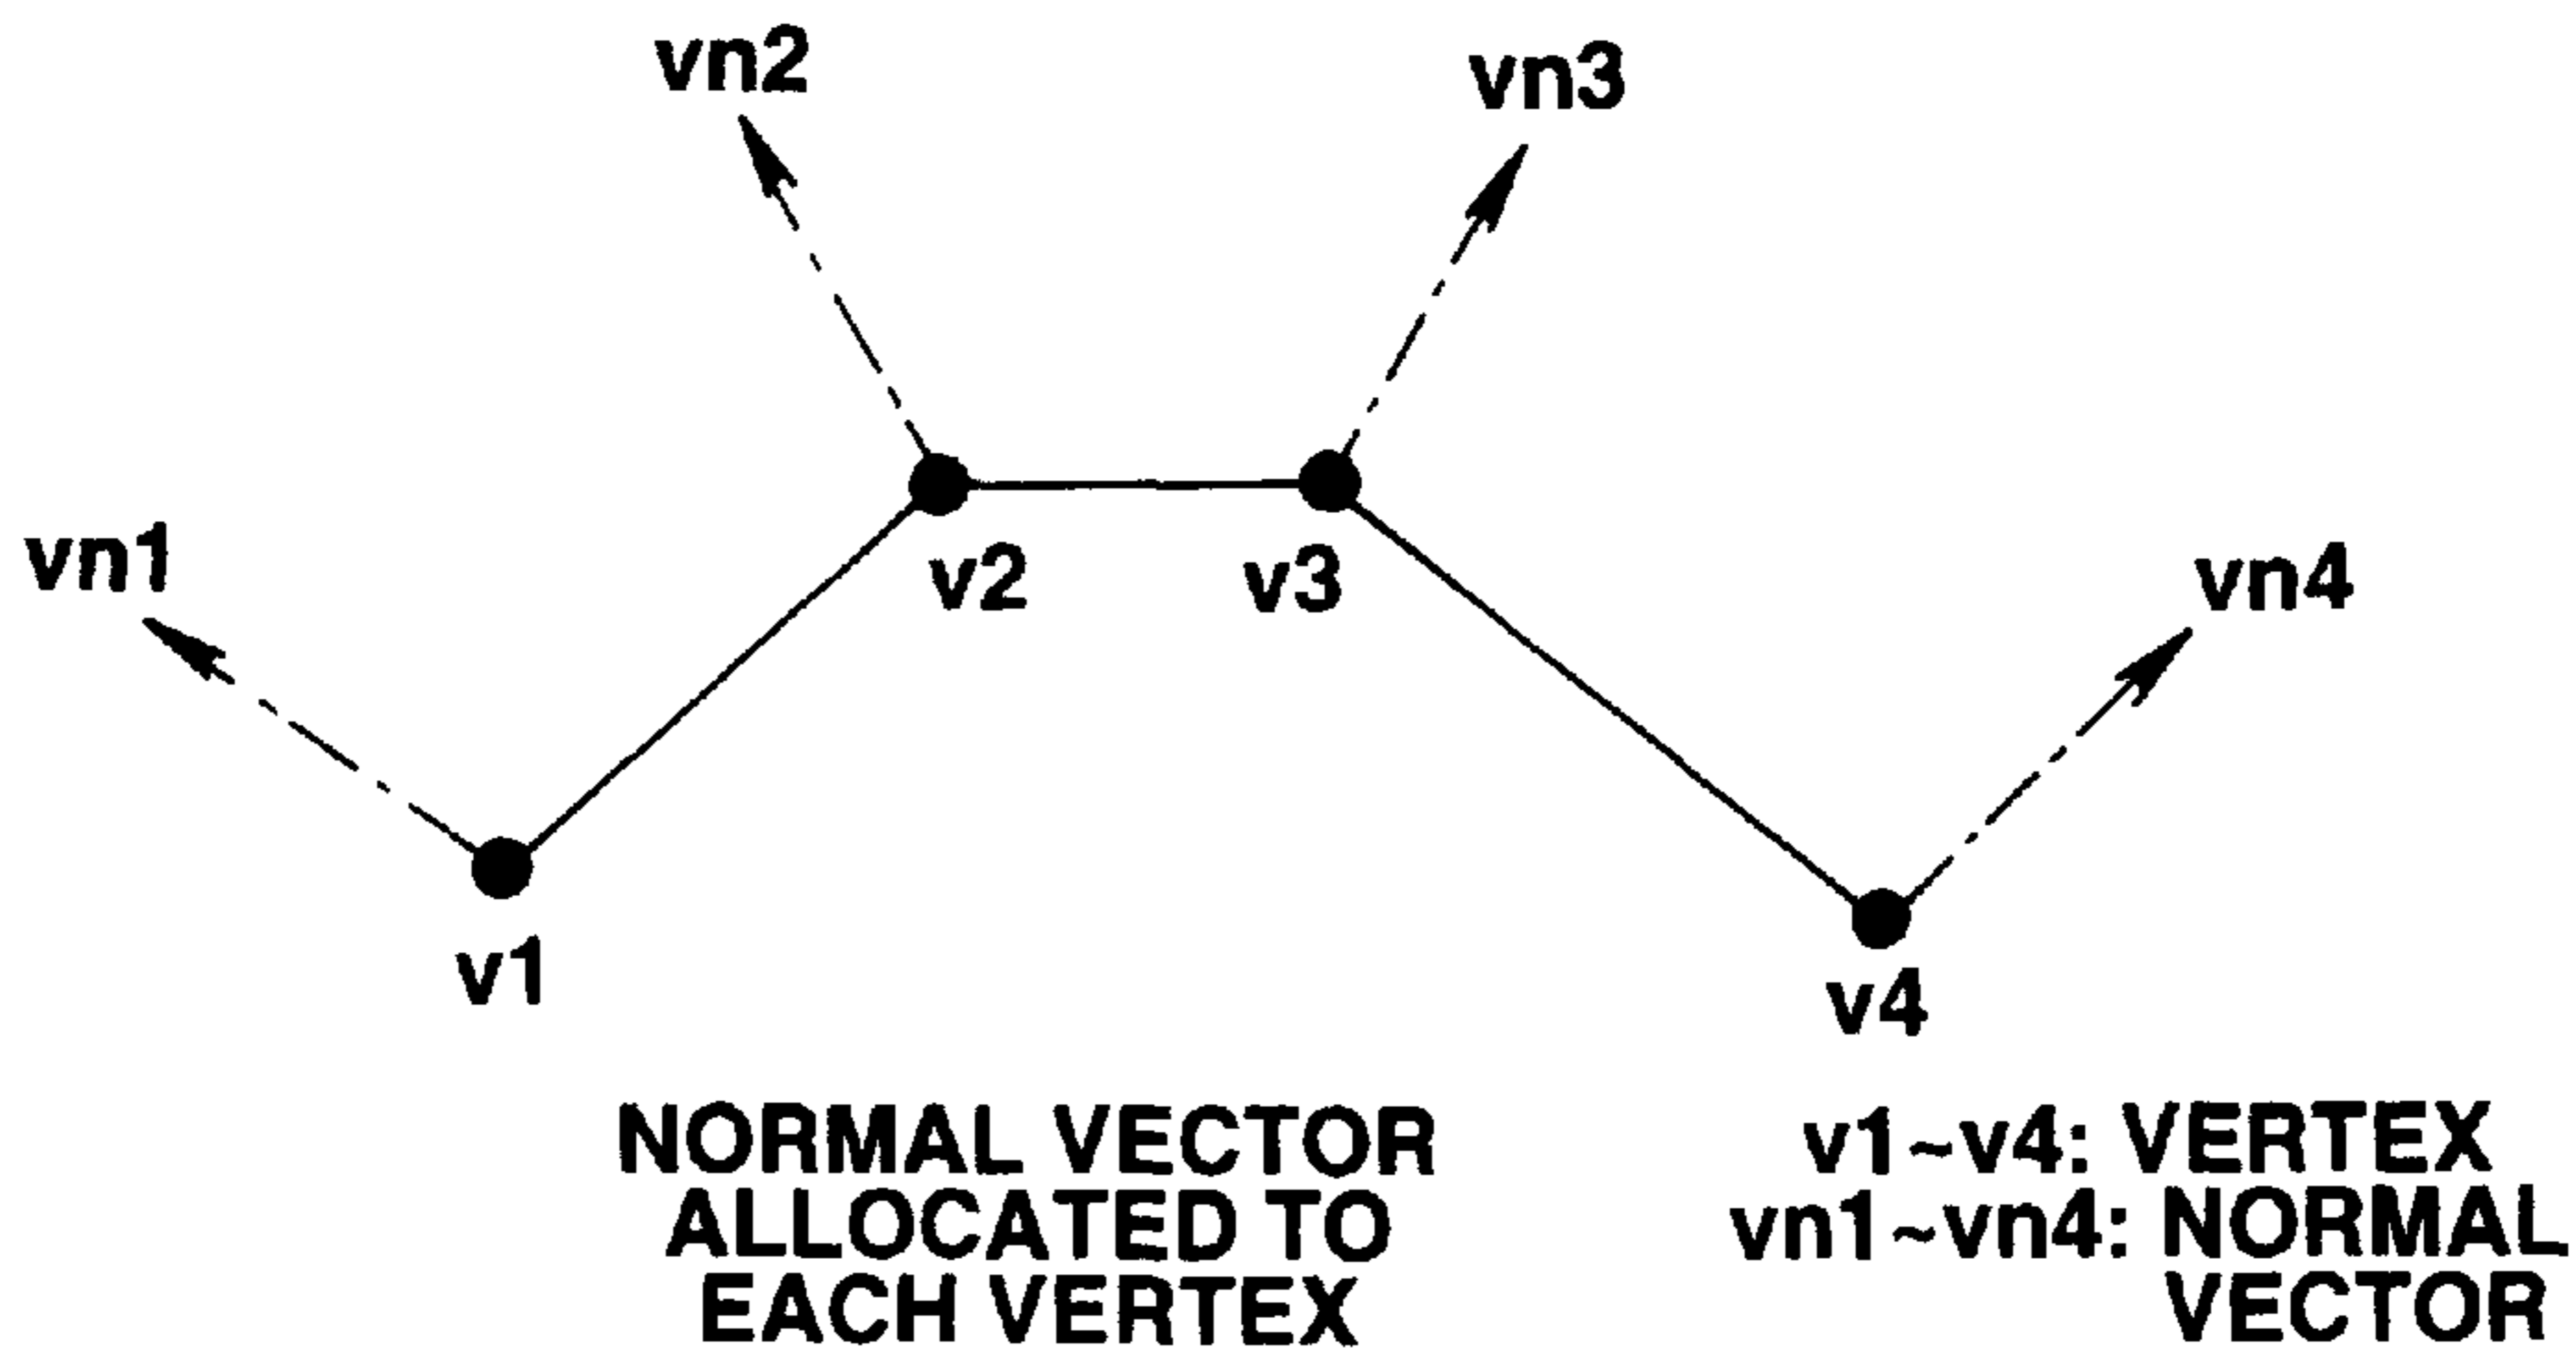 vn2
vn3
vn1
v2
v3
vn4
v1
v4
NORMAL VECTOR
ALLOCATED TO
EACH VERTEX
v1~v4: VERTEX
vn1~vn4: NORMAL
VECTOR